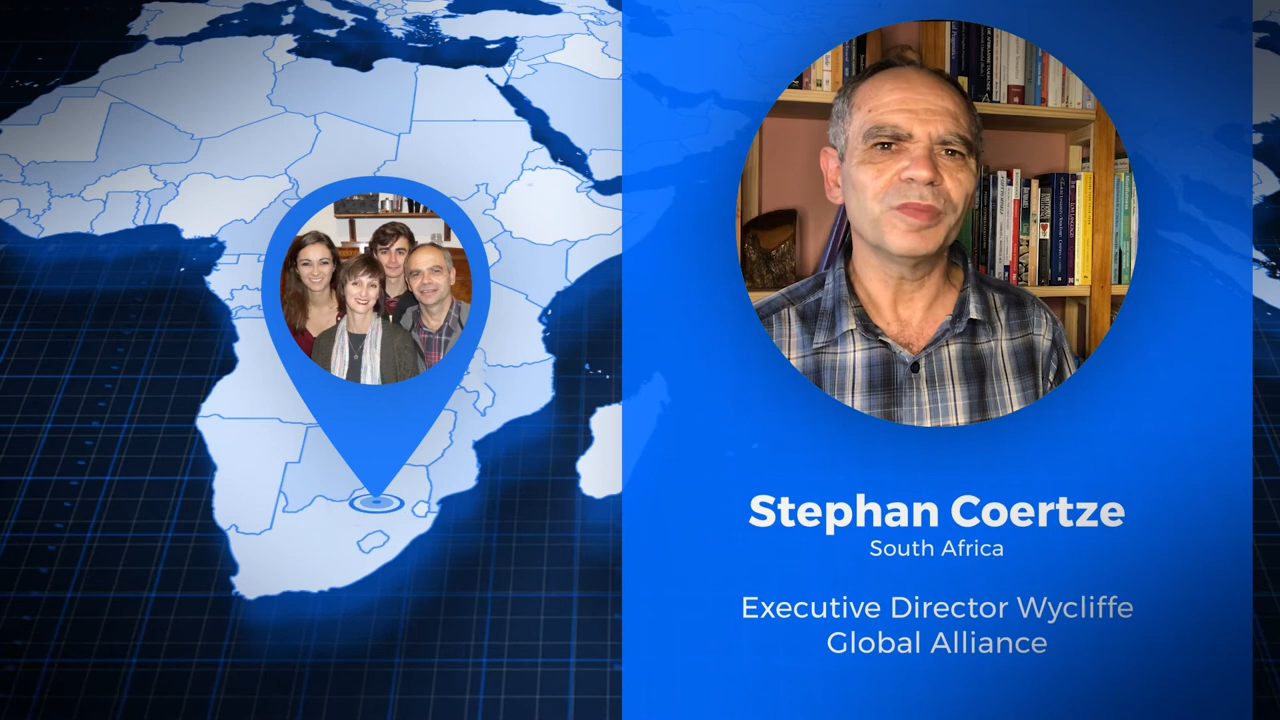 Stephan Coertze
South Africa
Executive Director Wycliffe
Global Alliance